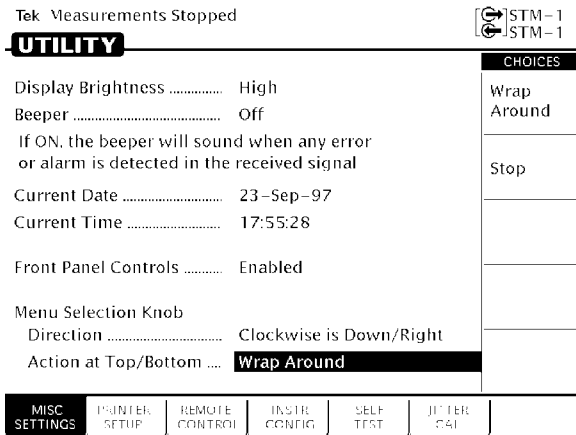 Tek Measurements Stopped
STM-1
STM-1
UTILITY
CHOICES
Display Brightness ............... High
Beeper .......................................... Off
If ON, the beeper will sound when any error
or alarm is detected in the received signal
Current Date ............................ 23-Sep-97
Current Time ........................... 17:55:28
Front Panel Controls ........... Enabled
Menu Selection Knob
Direction ................................. Clockwise is Down/Right
Action at Top/Bottom .... Wrap Around
Wrap
Around
Stop
MISC
SETTINGS
PRINTER
SETUP
REMOTE
CONTROL
INSTR
CONFIG
SELF
TEST
JITTER
CAL